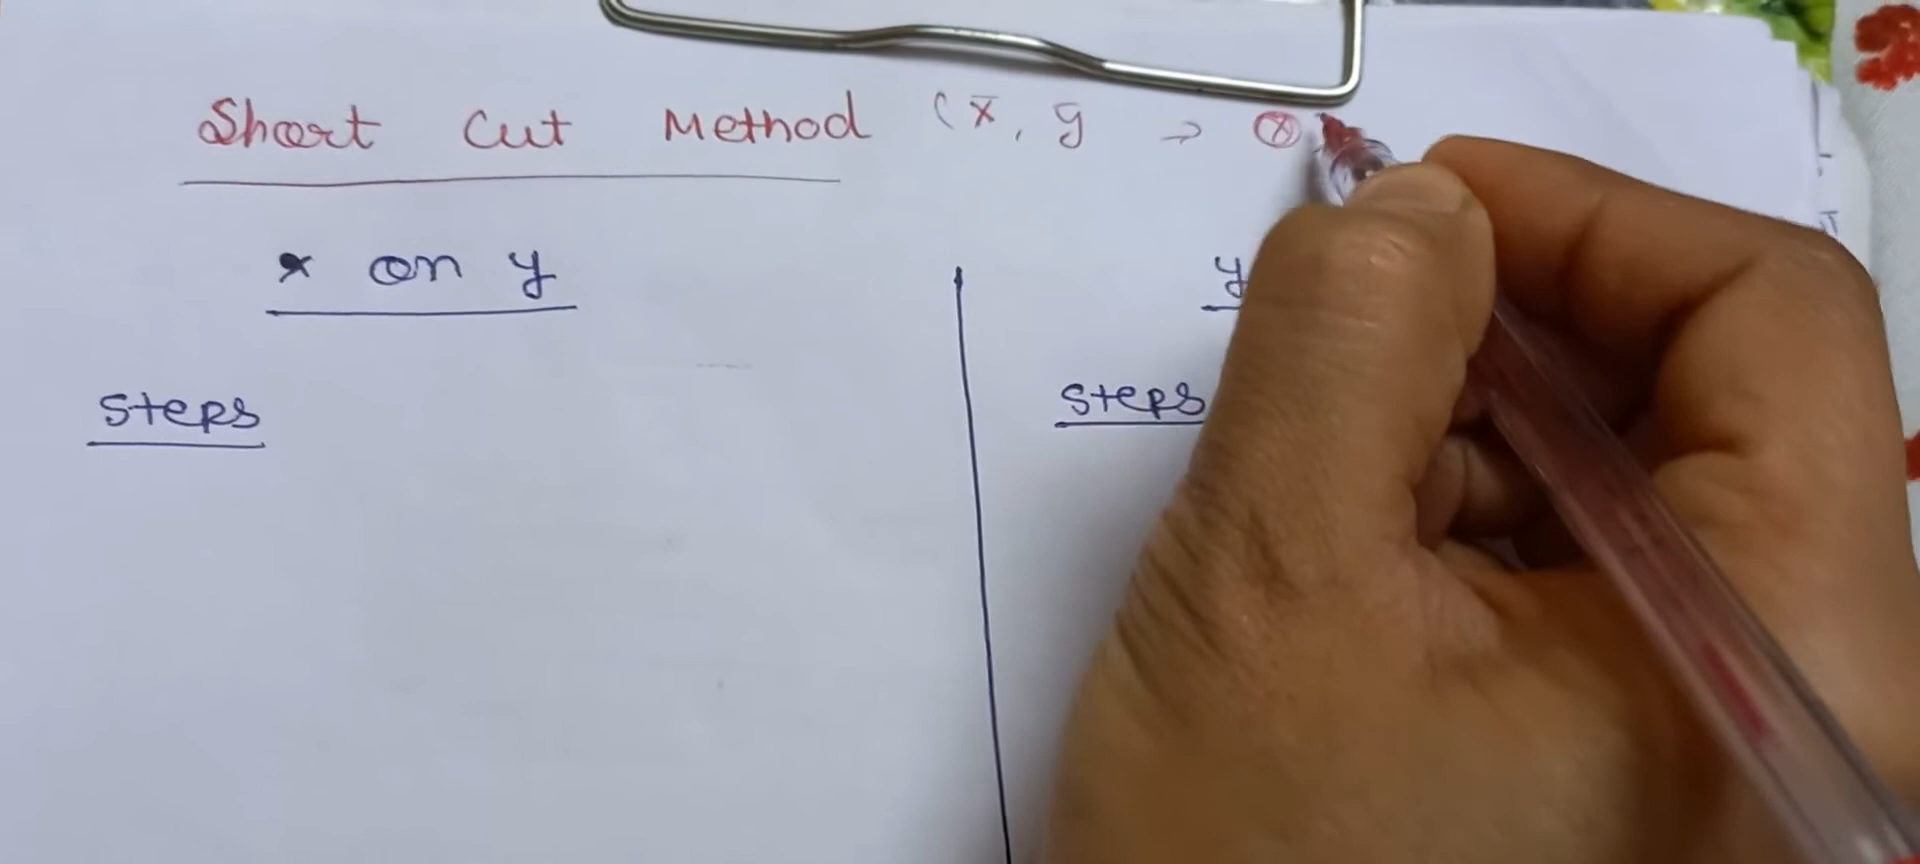 Short Cut Method (x̄, ȳ → ⓧ
x on y
y
Steps
Steps